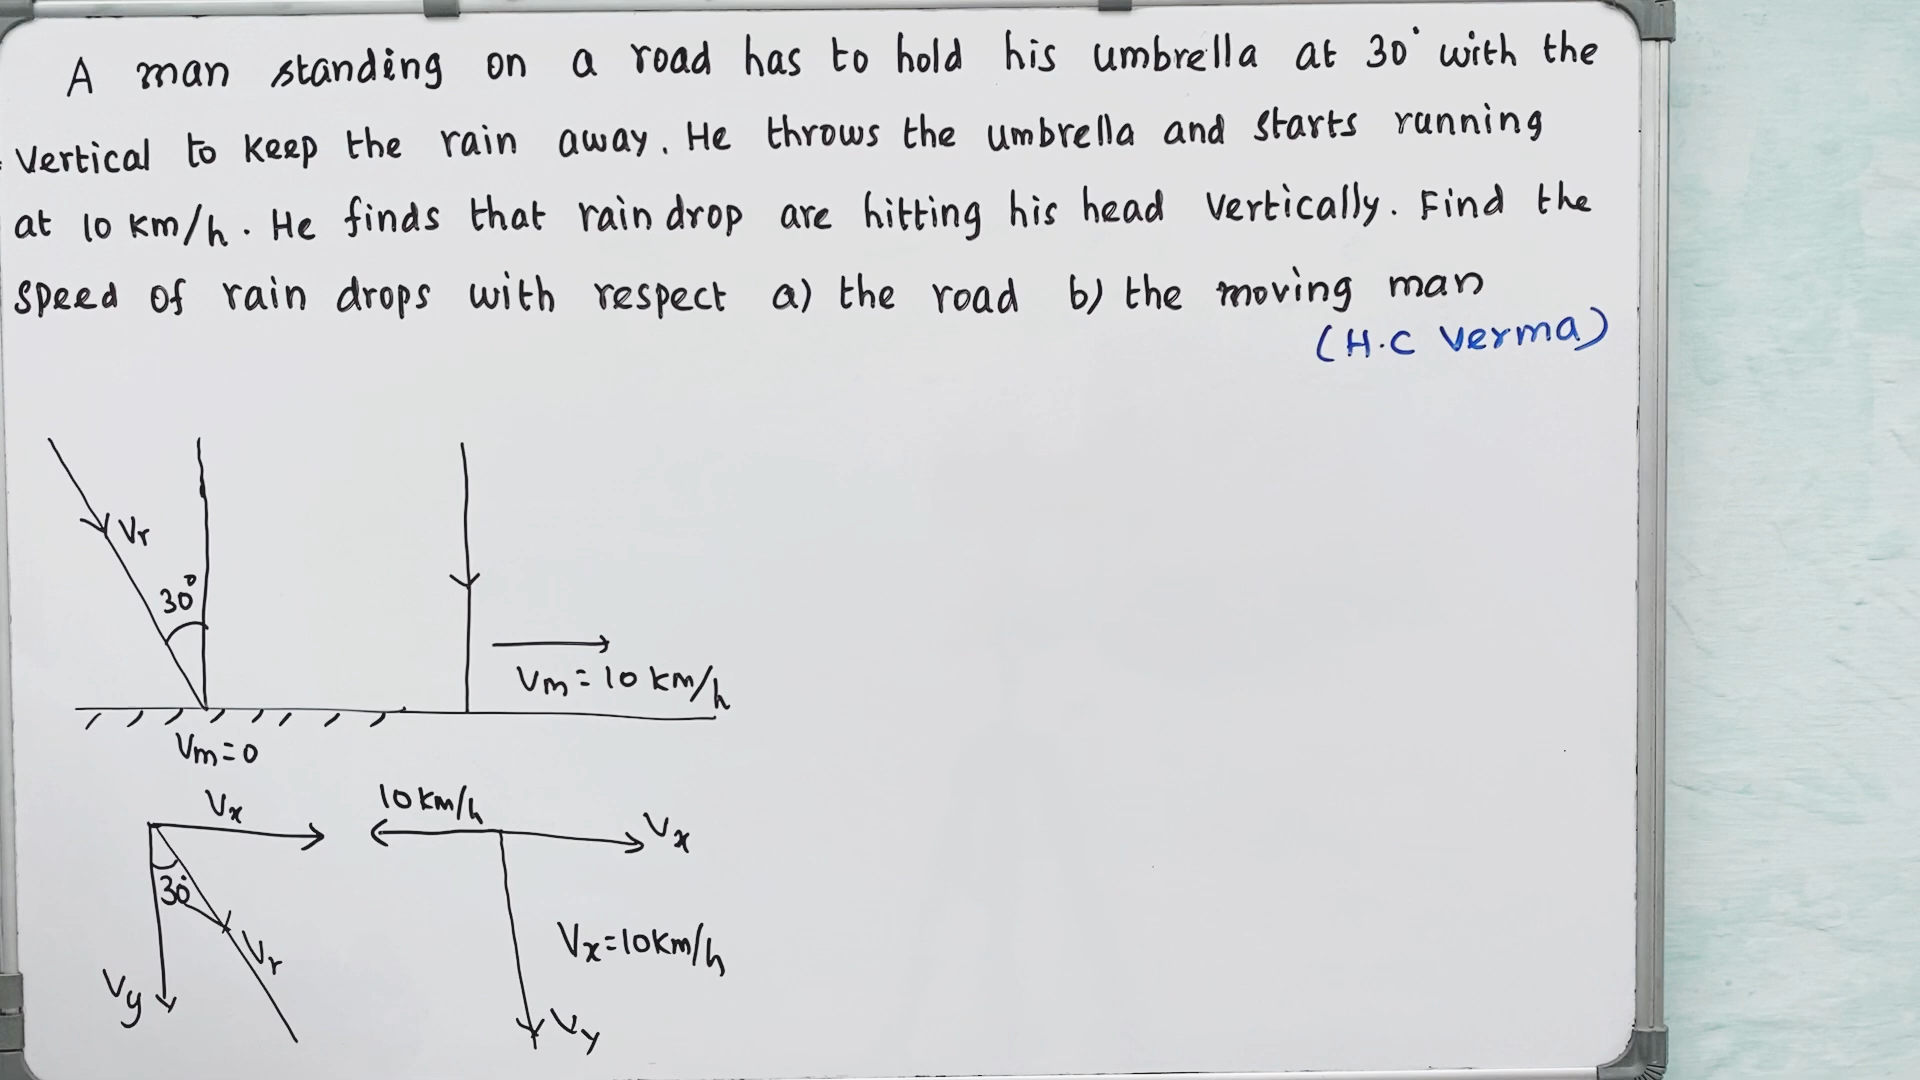 A man standing on a road has to hold his umbrella at 30° with the
vertical to keep the rain away. He throws the umbrella and starts running
at 10 km/h. He finds that rain drop are hitting his head vertically. Find the
speed of rain drops with respect a) the road b) the moving man
(H.C Verma)
Vr
30°
Vm = 10 km/h
Vm = 0
Vx
10 km/h
Vx
30°
Vr
Vx = 10 km/h
Vy
Vy